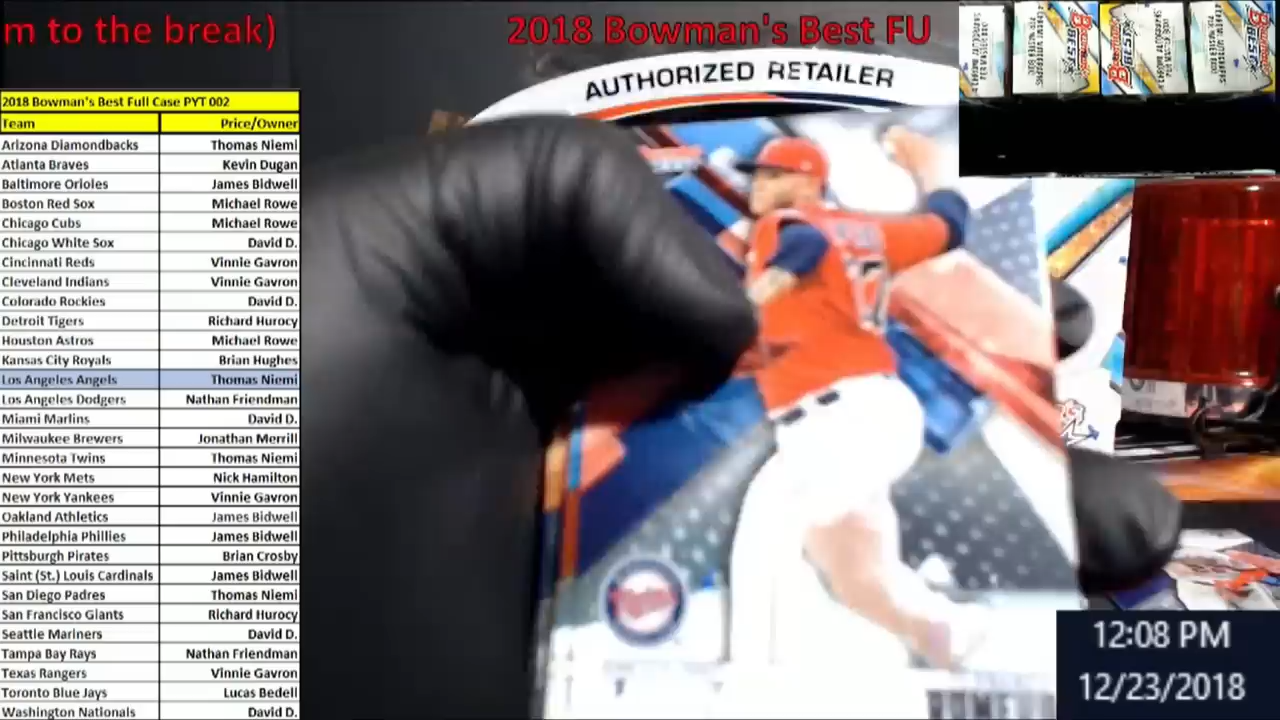 m to the break)
2018 Bowman's Best FU
AUTHORIZED RETAILER
2018 Bowman's Best Full Case PYT 002
Team Price/Owner
Arizona Diamondbacks Thomas Niemi
Atlanta Braves Kevin Dugan
Baltimore Orioles James Bidwell
Boston Red Sox Michael Rowe
Chicago Cubs Michael Rowe
Chicago White Sox David D.
Cincinnati Reds Vinnie Gavron
Cleveland Indians Vinnie Gavron
Colorado Rockies David D.
Detroit Tigers Richard Hurocy
Houston Astros Michael Rowe
Kansas City Royals Brian Hughes
Los Angeles Angels Thomas Niemi
Los Angeles Dodgers Nathan Friendman
Miami Marlins David D.
Milwaukee Brewers Jonathan Merrill
Minnesota Twins Thomas Niemi
New York Mets Nick Hamilton
New York Yankees Vinnie Gavron
Oakland Athletics James Bidwell
Philadelphia Phillies James Bidwell
Pittsburgh Pirates Brian Crosby
Saint (St.) Louis Cardinals James Bidwell
San Diego Padres Thomas Niemi
San Francisco Giants Richard Hurocy
Seattle Mariners David D.
Tampa Bay Rays Nathan Friendman
Texas Rangers Vinnie Gavron
Toronto Blue Jays Lucas Bedell
Washington Nationals David D.
12:08 PM
12/23/2018